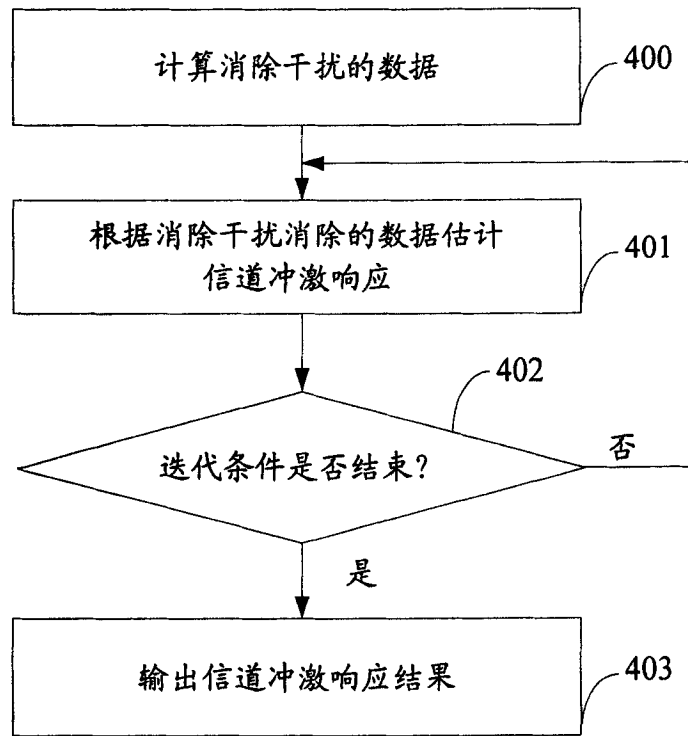 计算消除干扰的数据
400
根据消除干扰消除的数据估计
信道冲激响应
401
402
迭代条件是否结束?
否
是
输出信道冲激响应结果
403